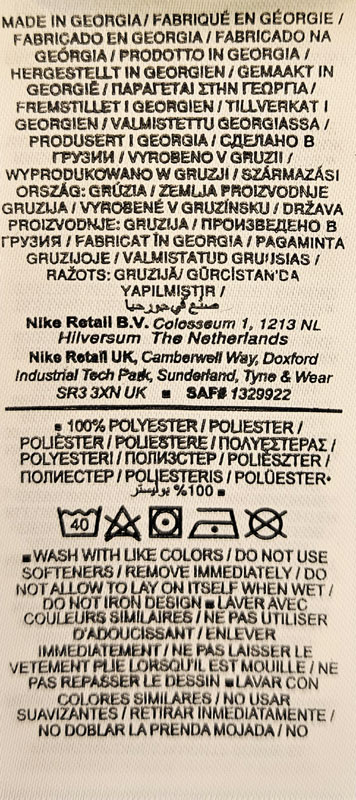 MADE IN GEORGIA / FABRIQUÉ EN GÉORGIE /
FABRICADO EN GEORGIA / FABRICADO NA
GEÓRGIA / PRODOTTO IN GEORGIA /
HERGESTELLT IN GEORGIEN / GEMAAKT IN
GEORGIË / ΠΑΡΑΓΕΤΑΙ ΣΤΗΝ ΓΕΩΡΓΙΑ /
FREMSTILLET I GEORGIEN / TILLVERKAT I
GEORGIEN / VALMISTETTU GEORGIASSA /
PRODUSERT I GEORGIA / СДЕЛАНО В
ГРУЗИИ / VYROBENO V GRUZII /
WYPRODUKOWANO W GRUZJI / SZÁRMAZÁSI
ORSZÁG: GRÚZIA / ZEMLJA PROIZVODNJE
GRUZIJA / VYROBENÉ V GRUZÍNSKU / DRŽAVA
PROIZVODNJE: GRUZIJA / ПРОИЗВЕДЕНО В
ГРУЗИЯ / FABRICAT ÎN GEORGIA / PAGAMINTA
GRUZIJOJE / VALMISTATUD GRUUSIAS /
RAŽOTS: GRUZIJĀ / GÜRCİSTAN'DA
YAPILMIŞTIR /
صنع في جورجيا
Nike Retail B.V. Colosseum 1, 1213 NL
Hilversum The Netherlands
Nike Retail UK, Camberwell Way, Doxford
Industrial Tech Park, Sunderland, Tyne & Wear
SR3 3XN UK ■ SAF# 1329922
■ 100% POLYESTER / POLIESTER /
POLIÉSTER / POLIESTERE / ΠΟΛΥΕΣΤΕΡΑΣ /
POLYESTERI / ПОЛИЭСТЕР / POLIÉSZTER /
ПОЛИЕСТЕР / POLJESTERIS / POLÜESTER
100% بوليستر ■
40
■ WASH WITH LIKE COLORS / DO NOT USE
SOFTENERS / REMOVE IMMEDIATELY / DO
NOT ALLOW TO LAY ON ITSELF WHEN WET /
DO NOT IRON DESIGN ■ LAVER AVEC
COULEURS SIMILAIRES / NE PAS UTILISER
D'ADOUCISSANT / ENLEVER
IMMÉDIATEMENT / NE PAS LAISSER LE
VETEMENT PLIE LORSQU'IL EST MOUILLE / NE
PAS REPASSER LE DESSIN ■ LAVAR CON
COLORES SIMILARES / NO USAR
SUAVIZANTES / RETIRAR INMEDIATAMENTE /
NO DOBLAR LA PRENDA MOJADA / NO